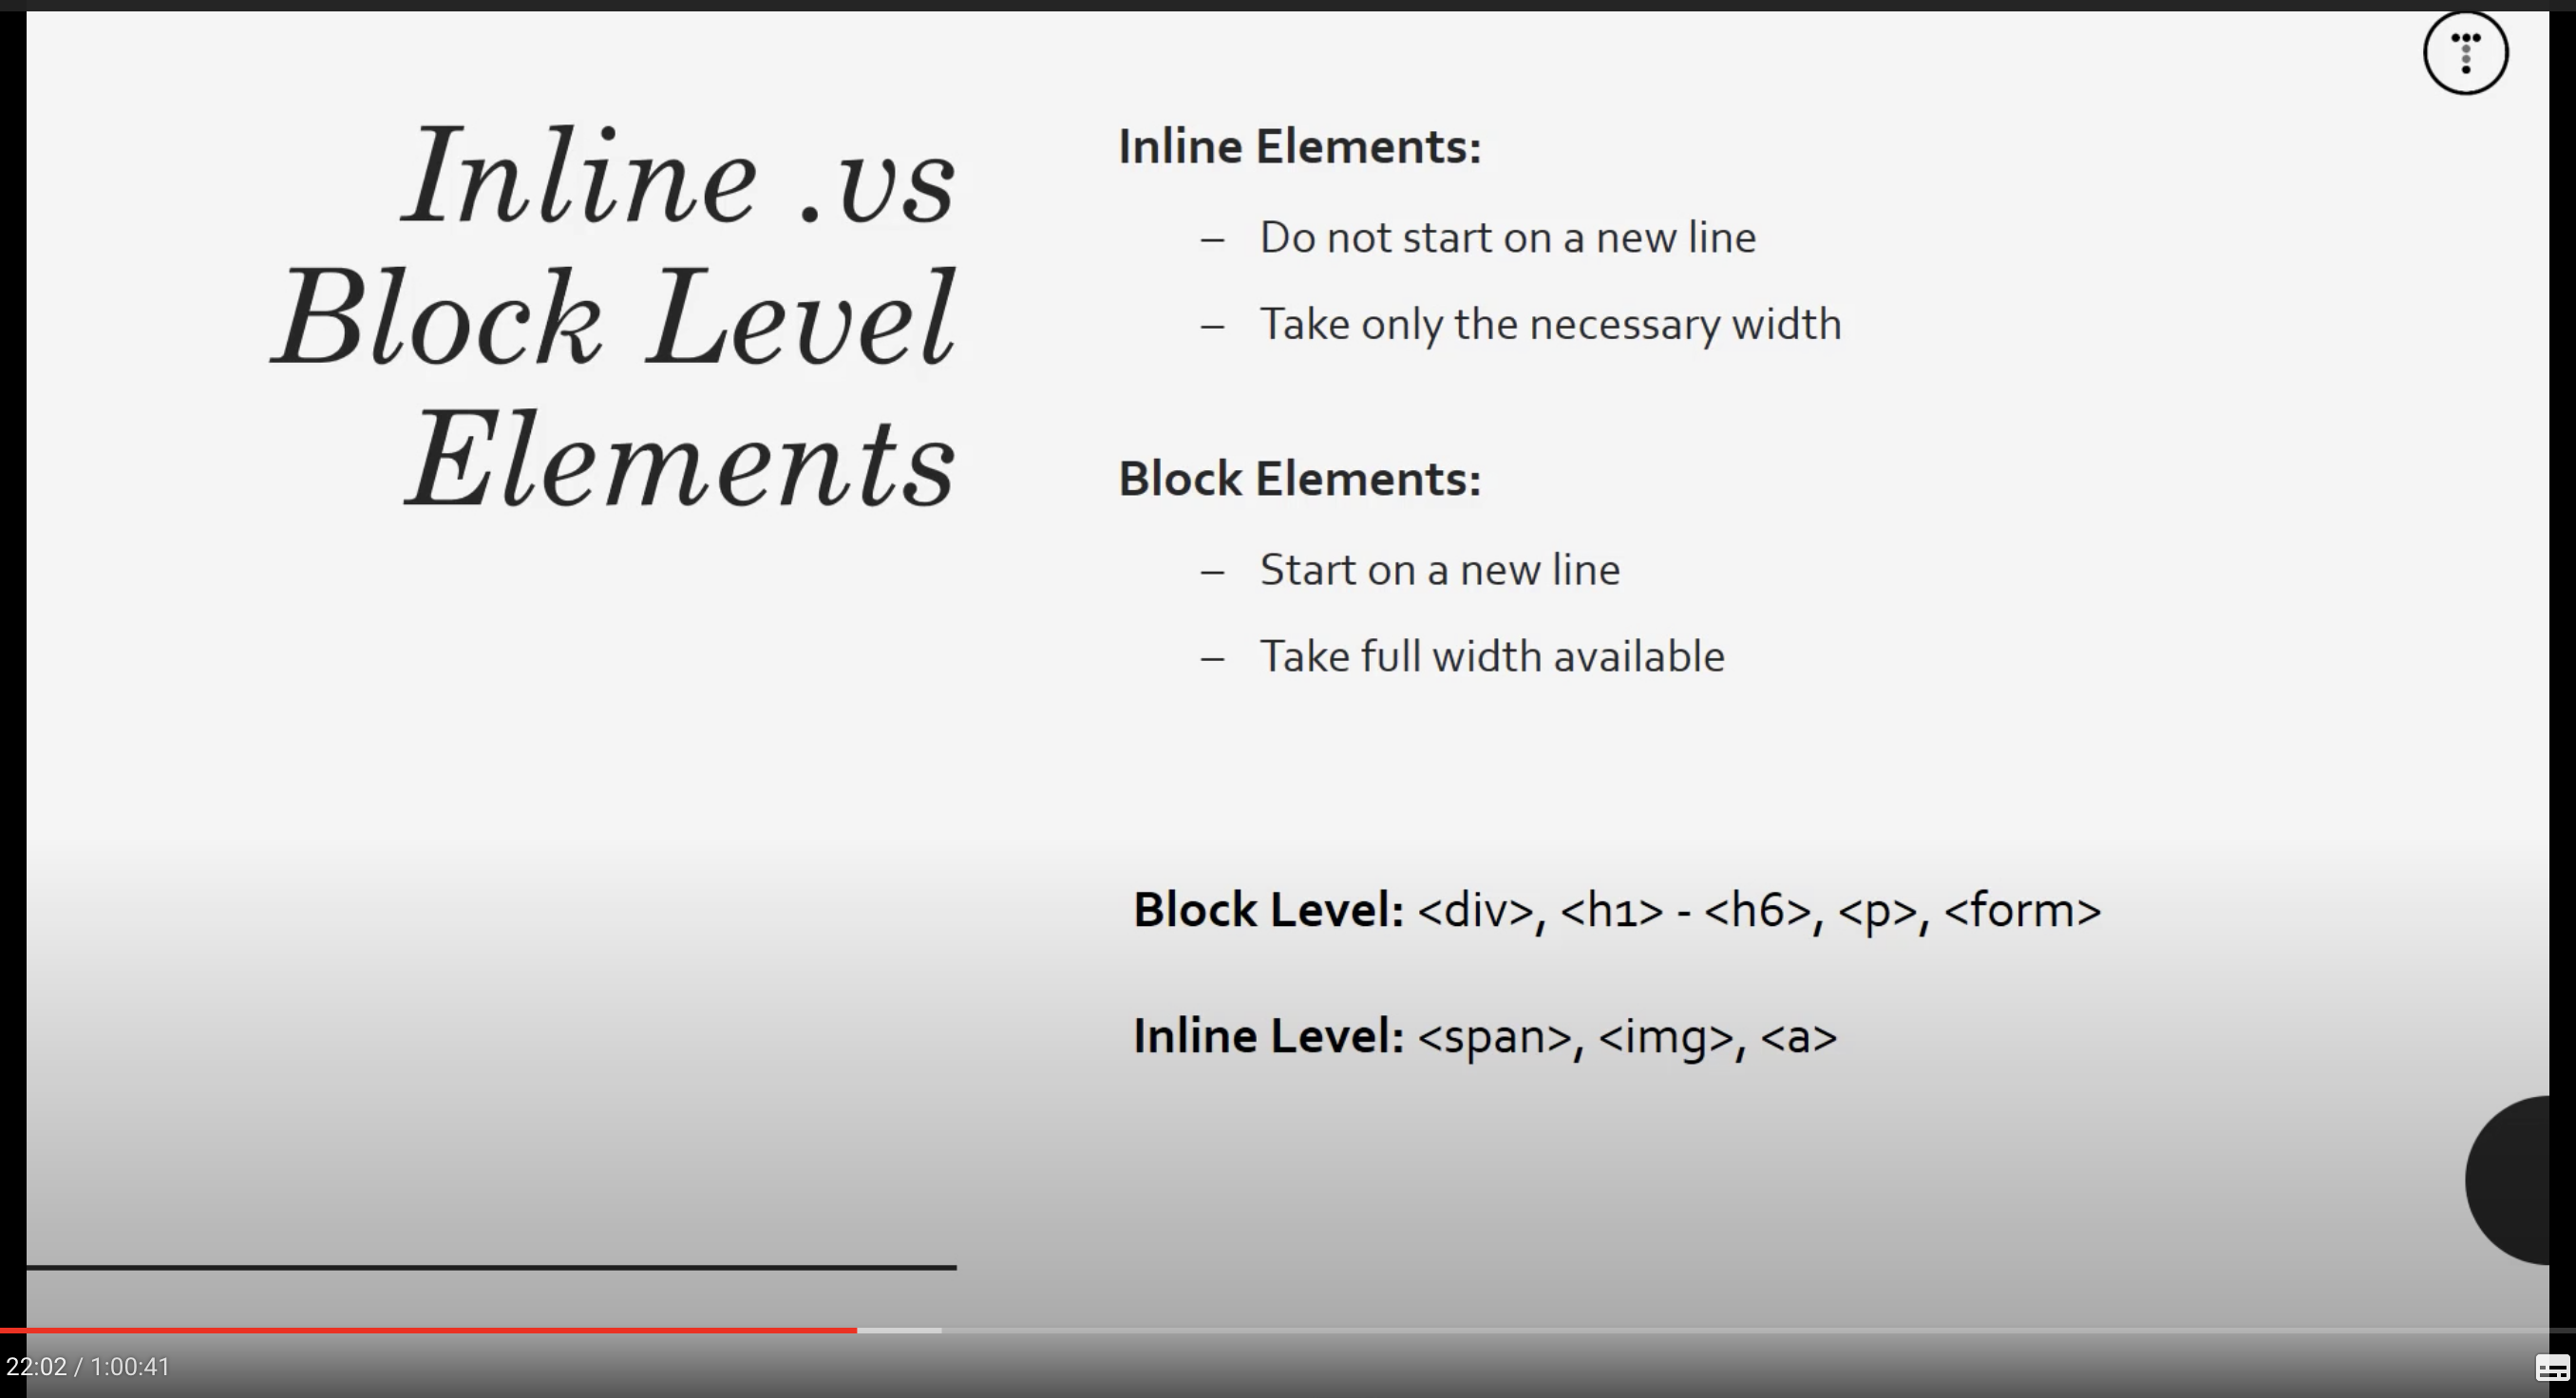 Inline .vs
Block Level
Elements
Inline Elements:
– Do not start on a new line
– Take only the necessary width
Block Elements:
– Start on a new line
– Take full width available
Block Level: <div>, <h1> - <h6>, <p>, <form>
Inline Level: <span>, <img>, <a>
22:02 / 1:00:41